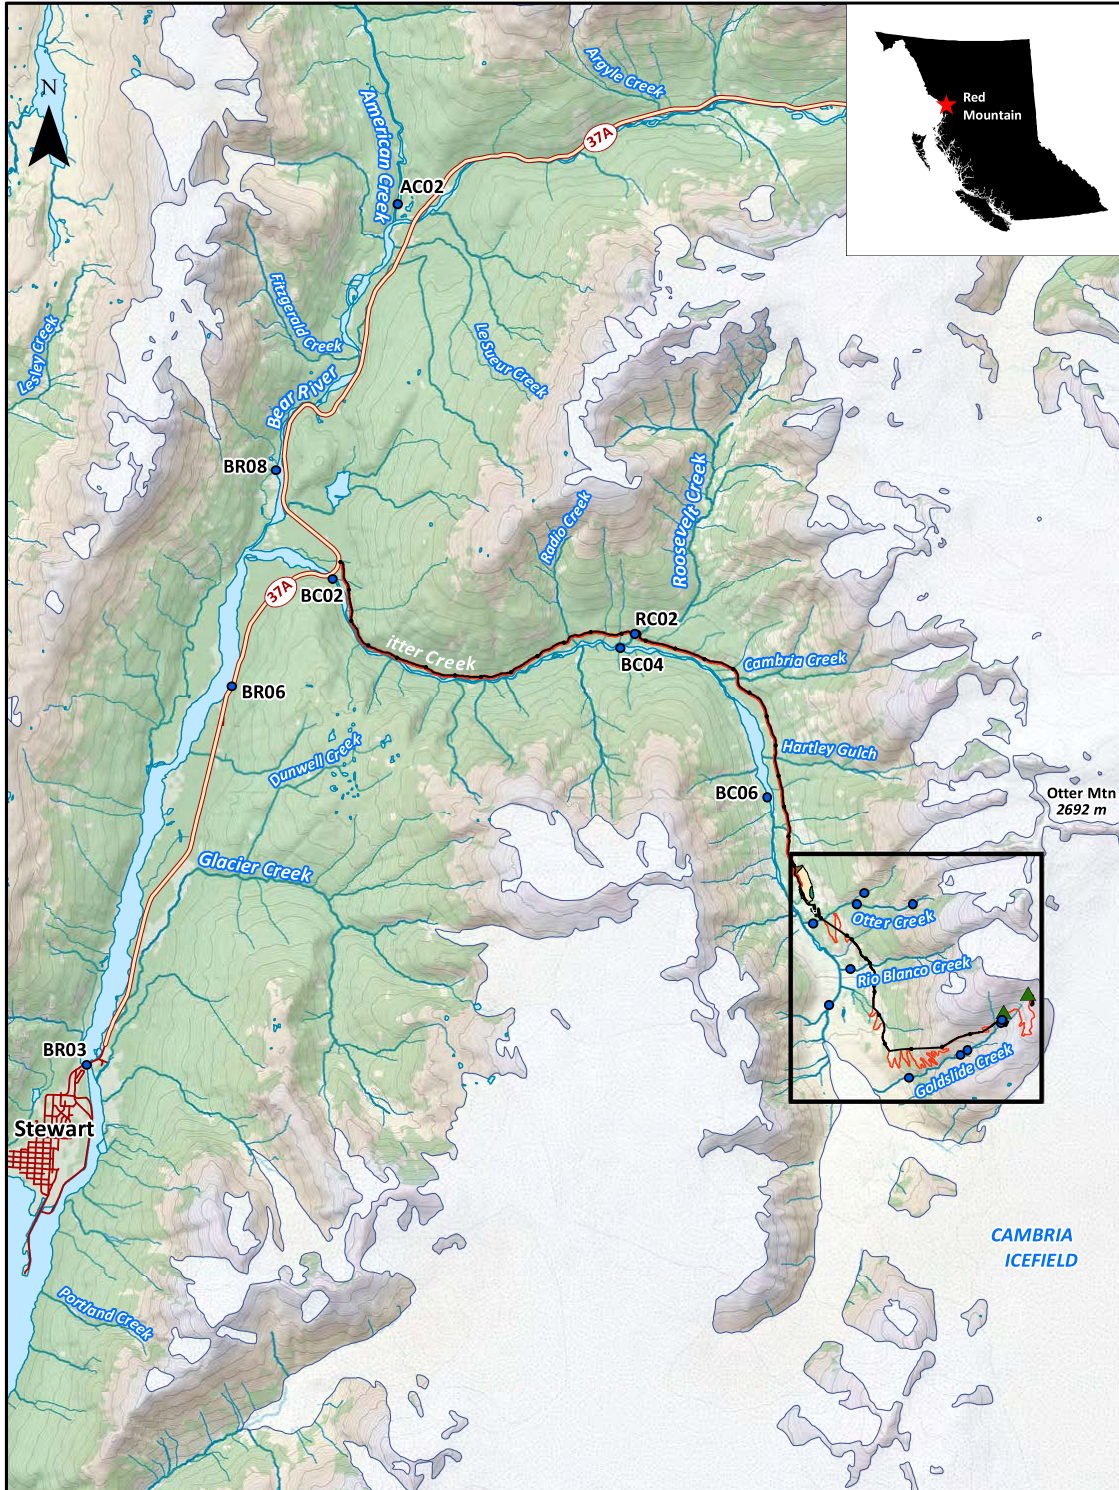 N
Red
Mountain
Argyle Creek
American Creek
37A
AC02
Fitzgerald Creek
Lesley Creek
Le Sueur Creek
Bear River
BR08
Roosevelt Creek
Radio Creek
37A
BC02
RC02
itter Creek
BC04
Cambria Creek
BR06
Hartley Gulch
Dunwell Creek
BC06
Otter Mtn
2692 m
Glacier Creek
Otter Creek
Rio Blanco Creek
BR03
Goldslide Creek
Stewart
CAMBRIA
ICEFIELD
Portland Creek